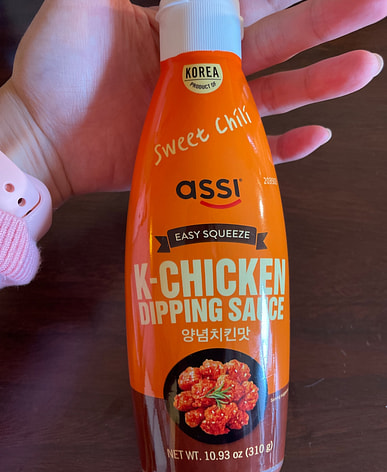 KOREA
PRODUCT OF
Sweet Chili
assi
EASY SQUEEZE
K-CHICKEN
DIPPING SAUCE
양념치킨맛
NET WT. 10.93 OZ (310 g)